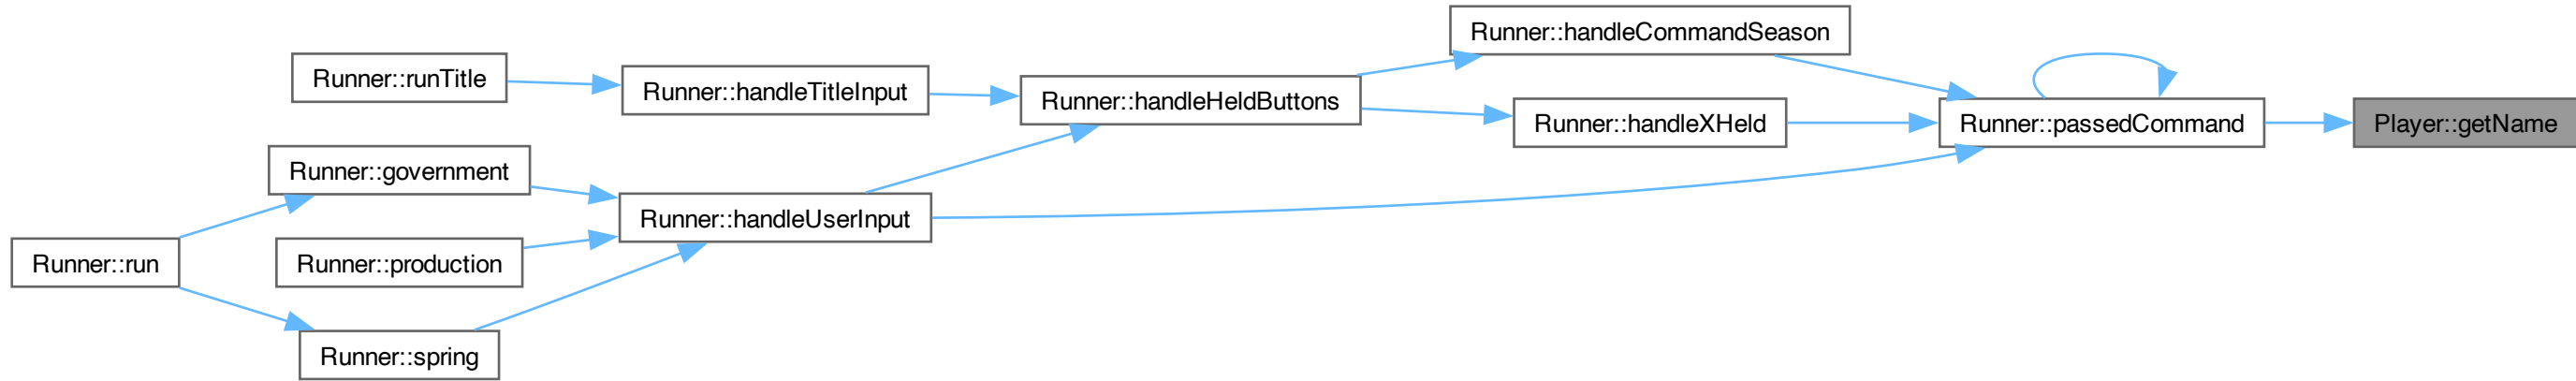 Runner::handleCommandSeason
Runner::runTitle
Runner::handleTitleInput
Runner::handleHeldButtons
Runner::handleXHeld
Runner::passedCommand
Player::getName
Runner::government
Runner::handleUserInput
Runner::run
Runner::production
Runner::spring